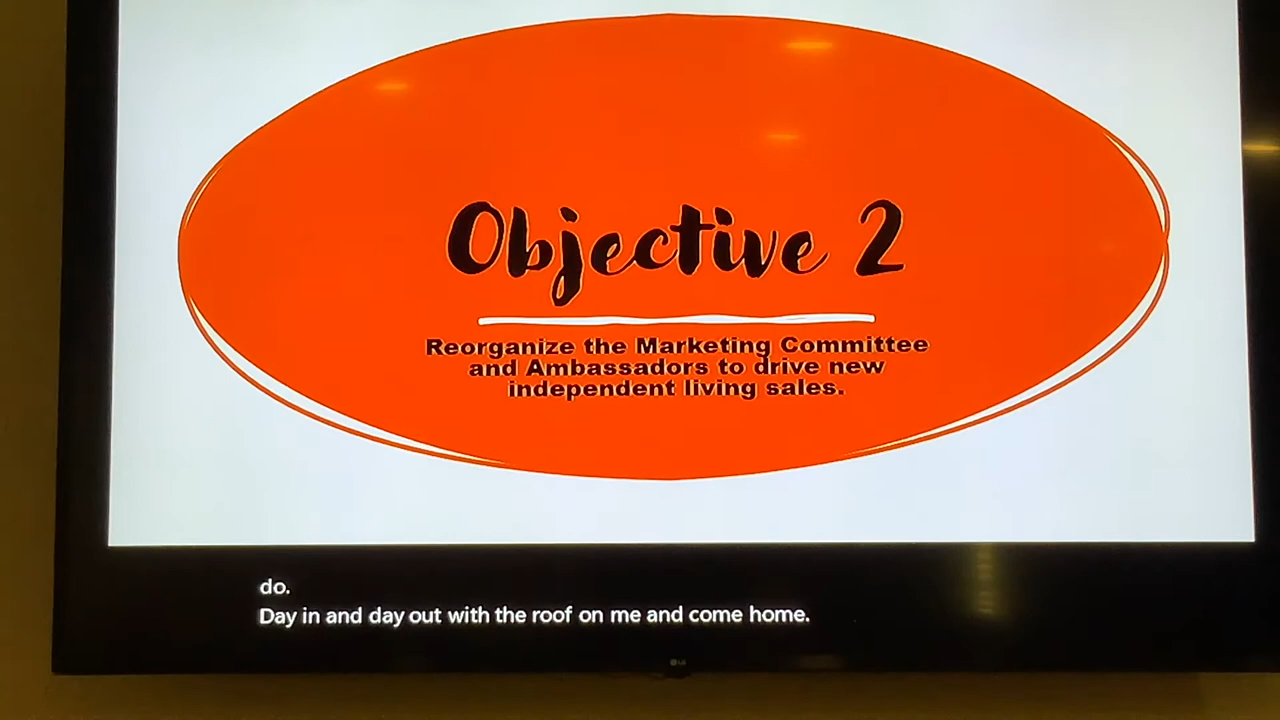 Objective 2
Reorganize the Marketing Committee
and Ambassadors to drive new
independent living sales.
do.
Day in and day out with the roof on me and come home.
LG